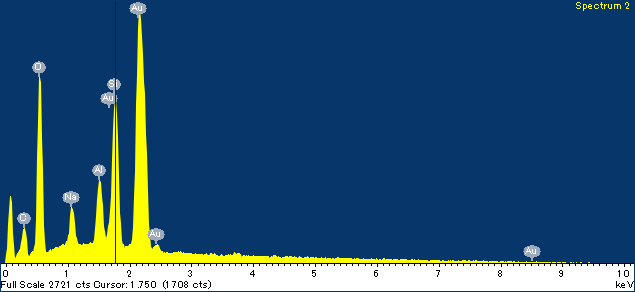 Spectrum 2
Au
O
Si
Au
Al
Na
C
Au
Au
0 1 2 3 4 5 6 7 8 9 10
Full Scale 2721 cts Cursor: 1.750 (1708 cts) keV